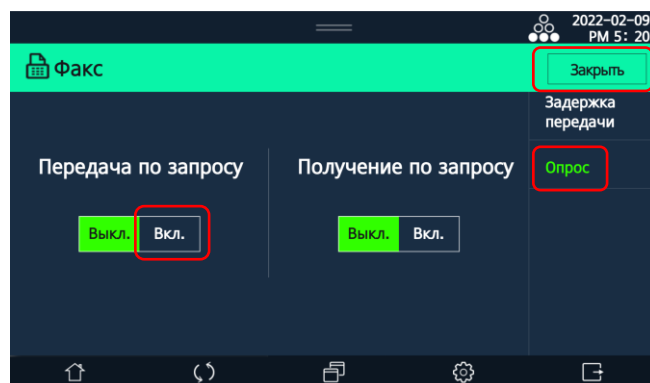 2022-02-09
PM 5: 20
Факс
Закрыть
Задержка
передачи
Передача по запросу
Получение по запросу
Опрос
Выкл.
Вкл.
Выкл.
Вкл.